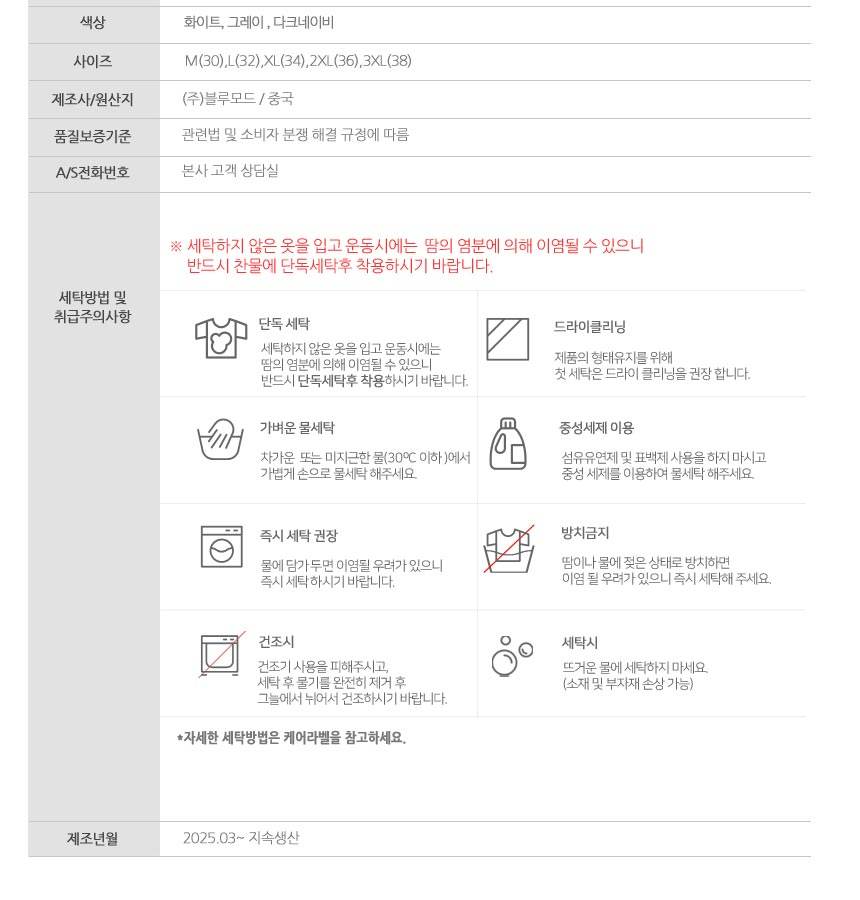 색상
화이트, 그레이 , 다크네이비
사이즈
M(30),L(32),XL(34),2XL(36),3XL(38)
제조사/원산지
(주)블루모드 / 중국
품질보증기준
관련법 및 소비자 분쟁 해결 규정에 따름
A/S전화번호
본사 고객 상담실
세탁방법 및
취급주의사항
※ 세탁하지 않은 옷을 입고 운동시에는 땀의 염분에 의해 이염될 수 있으니
반드시 찬물에 단독세탁후 착용하시기 바랍니다.
단독 세탁
세탁하지 않은 옷을 입고 운동시에는
땀의 염분에 의해 이염될 수 있으니
반드시 단독세탁후 착용하시기 바랍니다.
드라이클리닝
제품의 형태유지를 위해
첫 세탁은 드라이 클리닝을 권장 합니다.
가벼운 물세탁
차가운 또는 미지근한 물(30℃ 이하)에서
가볍게 손으로 물세탁 해주세요.
중성세제 이용
섬유유연제 및 표백제 사용을 하지 마시고
중성 세제를 이용하여 물세탁 해주세요.
즉시 세탁 권장
물에 담가 두면 이염될 우려가 있으니
즉시 세탁 하시기 바랍니다.
방치금지
땀이나 물에 젖은 상태로 방치하면
이염 될 우려가 있으니 즉시 세탁해 주세요.
건조시
건조기 사용을 피해주시고,
세탁 후 물기를 완전히 제거 후
그늘에서 뉘어서 건조하시기 바랍니다.
세탁시
뜨거운 물에 세탁하지 마세요.
(소재 및 부자재 손상 가능)
*자세한 세탁방법은 케어라벨을 참고하세요.
제조년월
2025.03~ 지속생산